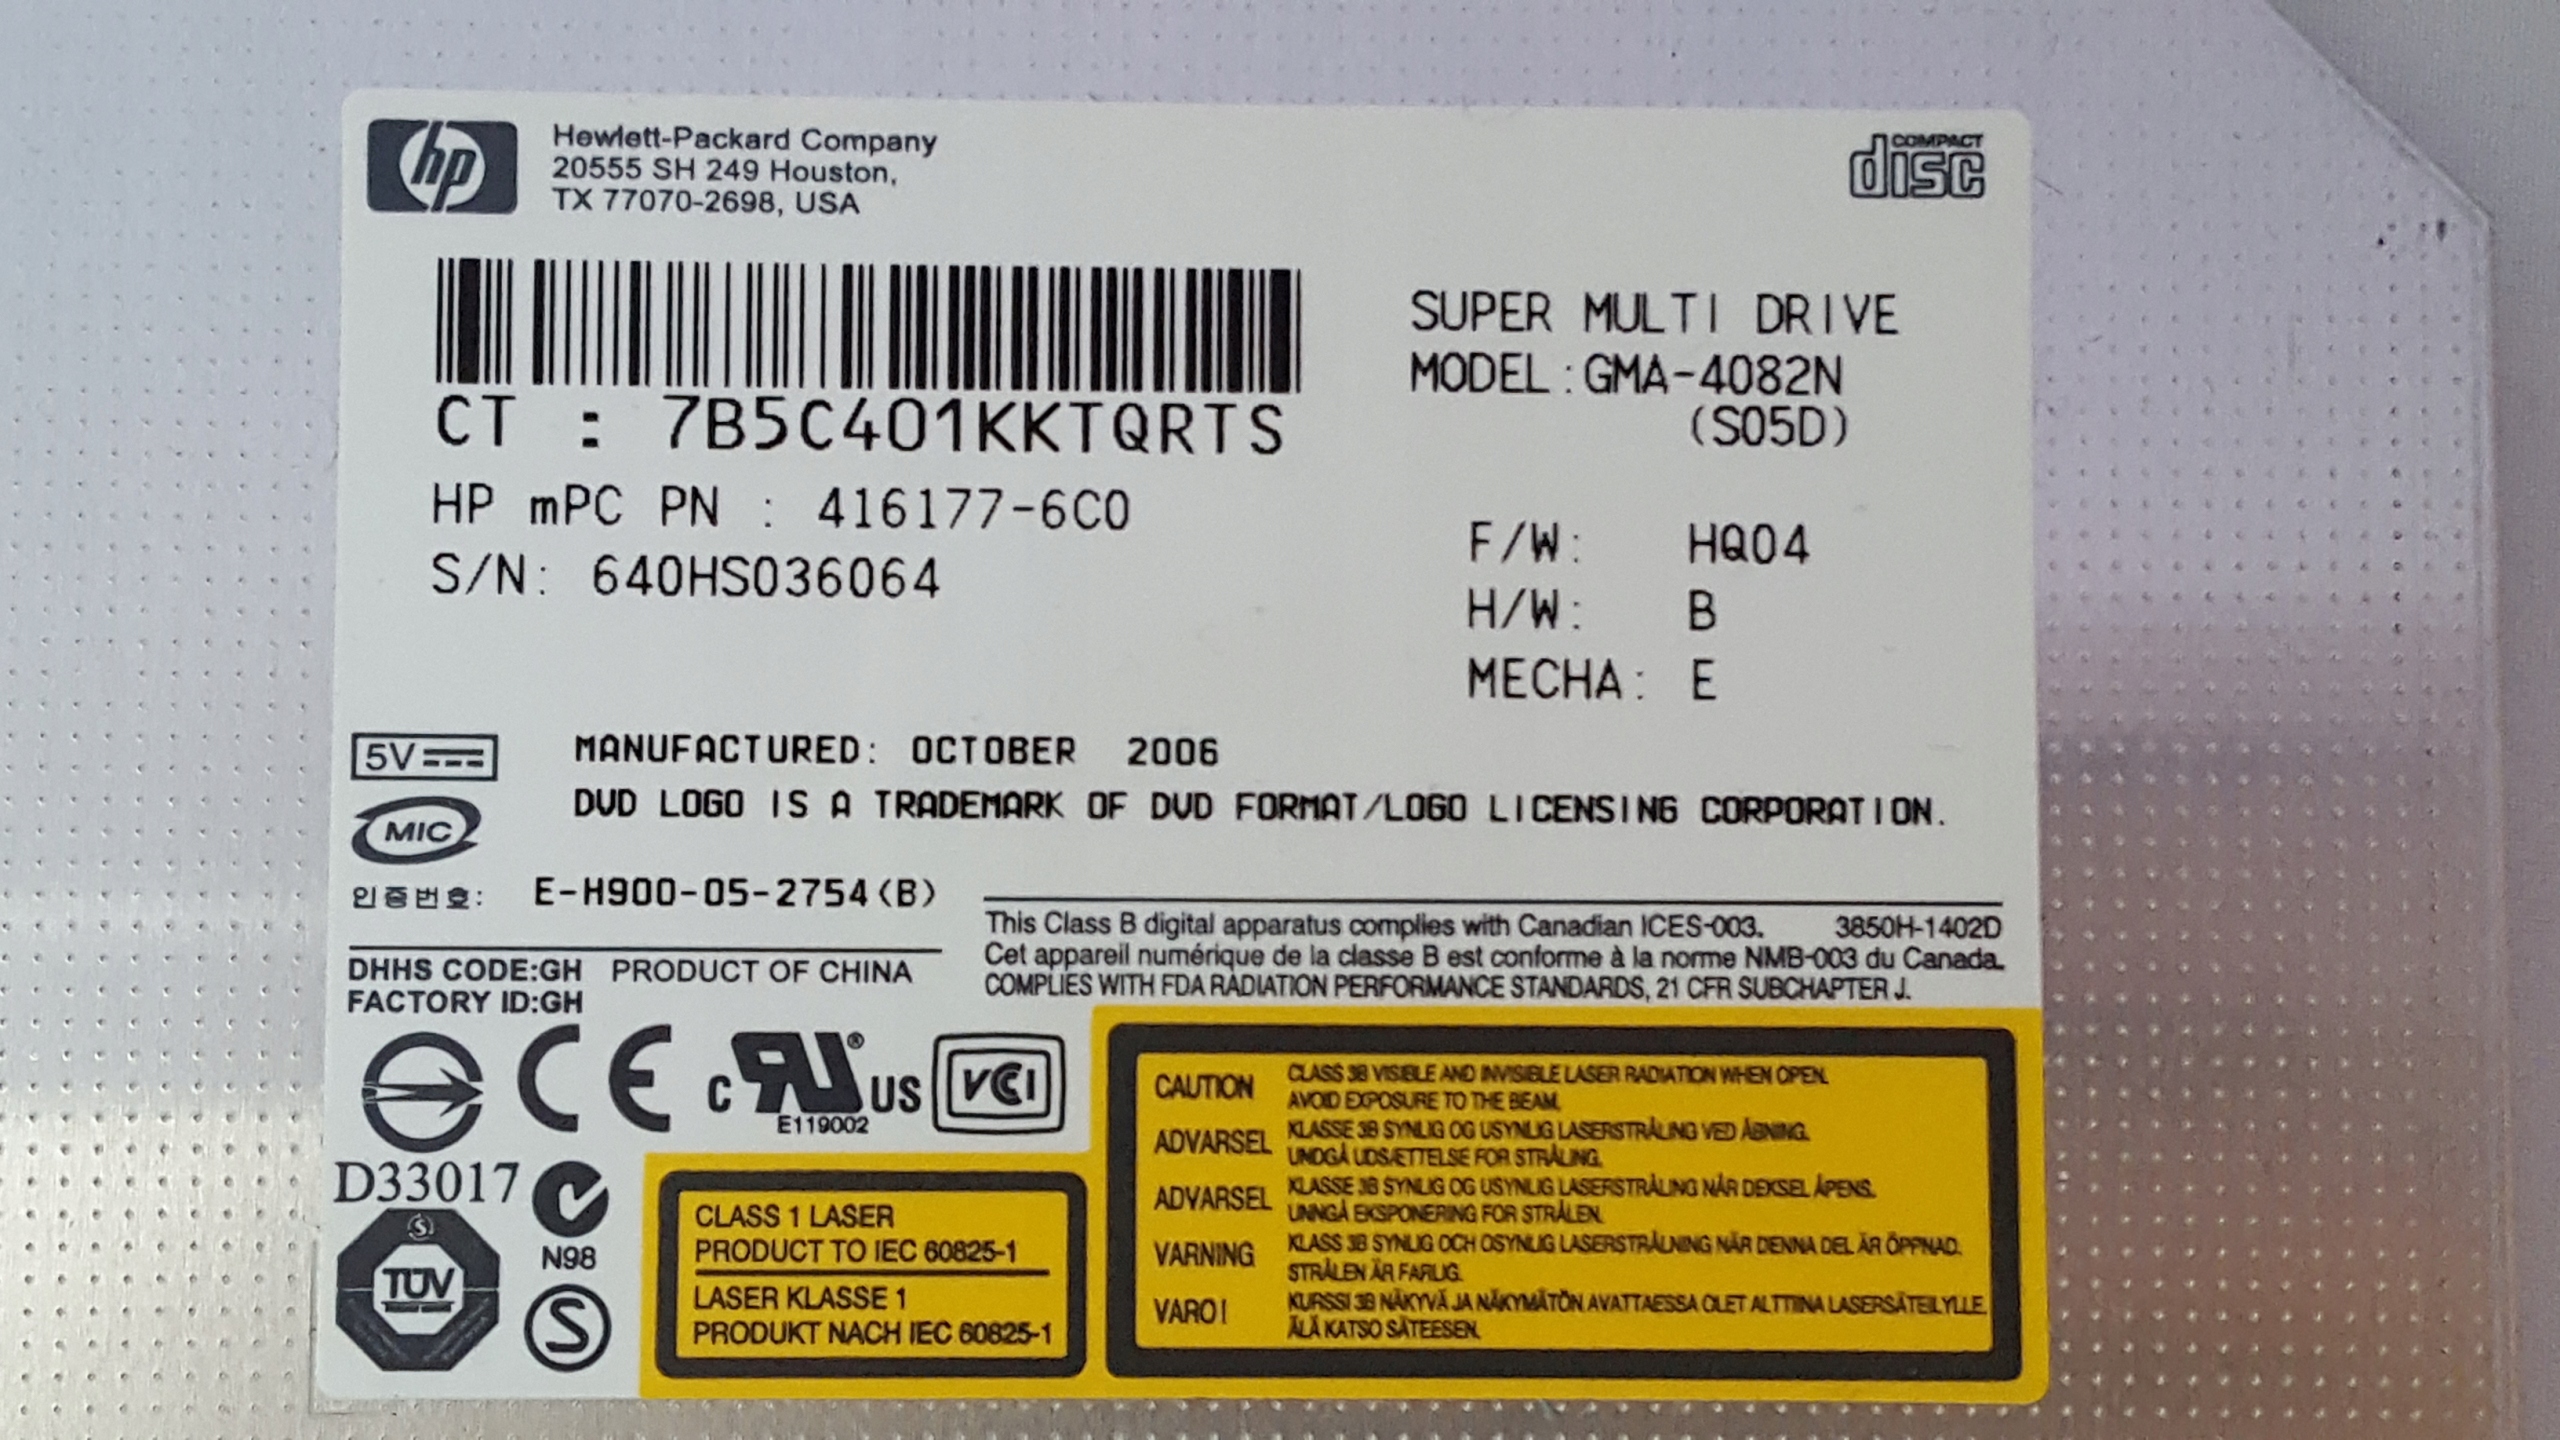 hp
Hewlett-Packard Company
20555 SH 249 Houston,
TX 77070-2698, USA
COMPACT
disc
CT : 7B5C401KKTQRTS
HP mPC PN : 416177-6C0
S/N: 640HS036064
SUPER MULTI DRIVE
MODEL:GMA-4082N
(S05D)
F/W: HQ04
H/W: B
MECHA: E
5V
MANUFACTURED: OCTOBER 2006
DVD LOGO IS A TRADEMARK OF DVD FORMAT/LOGO LICENSING CORPORATION.
MIC
인증번호: E-H900-05-2754(B)
This Class B digital apparatus complies with Canadian ICES-003. 3850H-1402D
Cet appareil numérique de la classe B est conforme à la norme NMB-003 du Canada.
COMPLIES WITH FDA RADIATION PERFORMANCE STANDARDS, 21 CFR SUBCHAPTER J.
DHHS CODE:GH PRODUCT OF CHINA
FACTORY ID:GH
CE
C RU US
®
E119002
VCI
D33017
N98
S
TÜV
S
CLASS 1 LASER
PRODUCT TO IEC 60825-1
LASER KLASSE 1
PRODUKT NACH IEC 60825-1
CAUTION CLASS 3B VISIBLE AND INVISIBLE LASER RADIATION WHEN OPEN.
AVOID EXPOSURE TO THE BEAM.
ADVARSEL KLASSE 3B SYNLIG OG USYNLIG LASERSTRÅLING VED ÅBNING.
UNDGÅ UDSÆTTELSE FOR STRÅLING.
ADVARSEL KLASSE 3B SYNLIG OG USYNLIG LASERSTRÅLING NÅR DEKSEL ÅPENS.
UNNGÅ EKSPONERING FOR STRÅLEN.
VARNING KLASS 3B SYNLIG OCH OSYNLIG LASERSTRÅLNING NÄR DENNA DEL ÄR ÖPPNAD.
STRÅLEN ÄR FARLIG.
VARO! KURSSI 3B NÄKYVÄ JA NÄKYMÄTÖN AVATTAESSA OLET ALTTIINA LASERSÄTEILYLLE.
ÄLÄ KATSO SÄTEESEN.